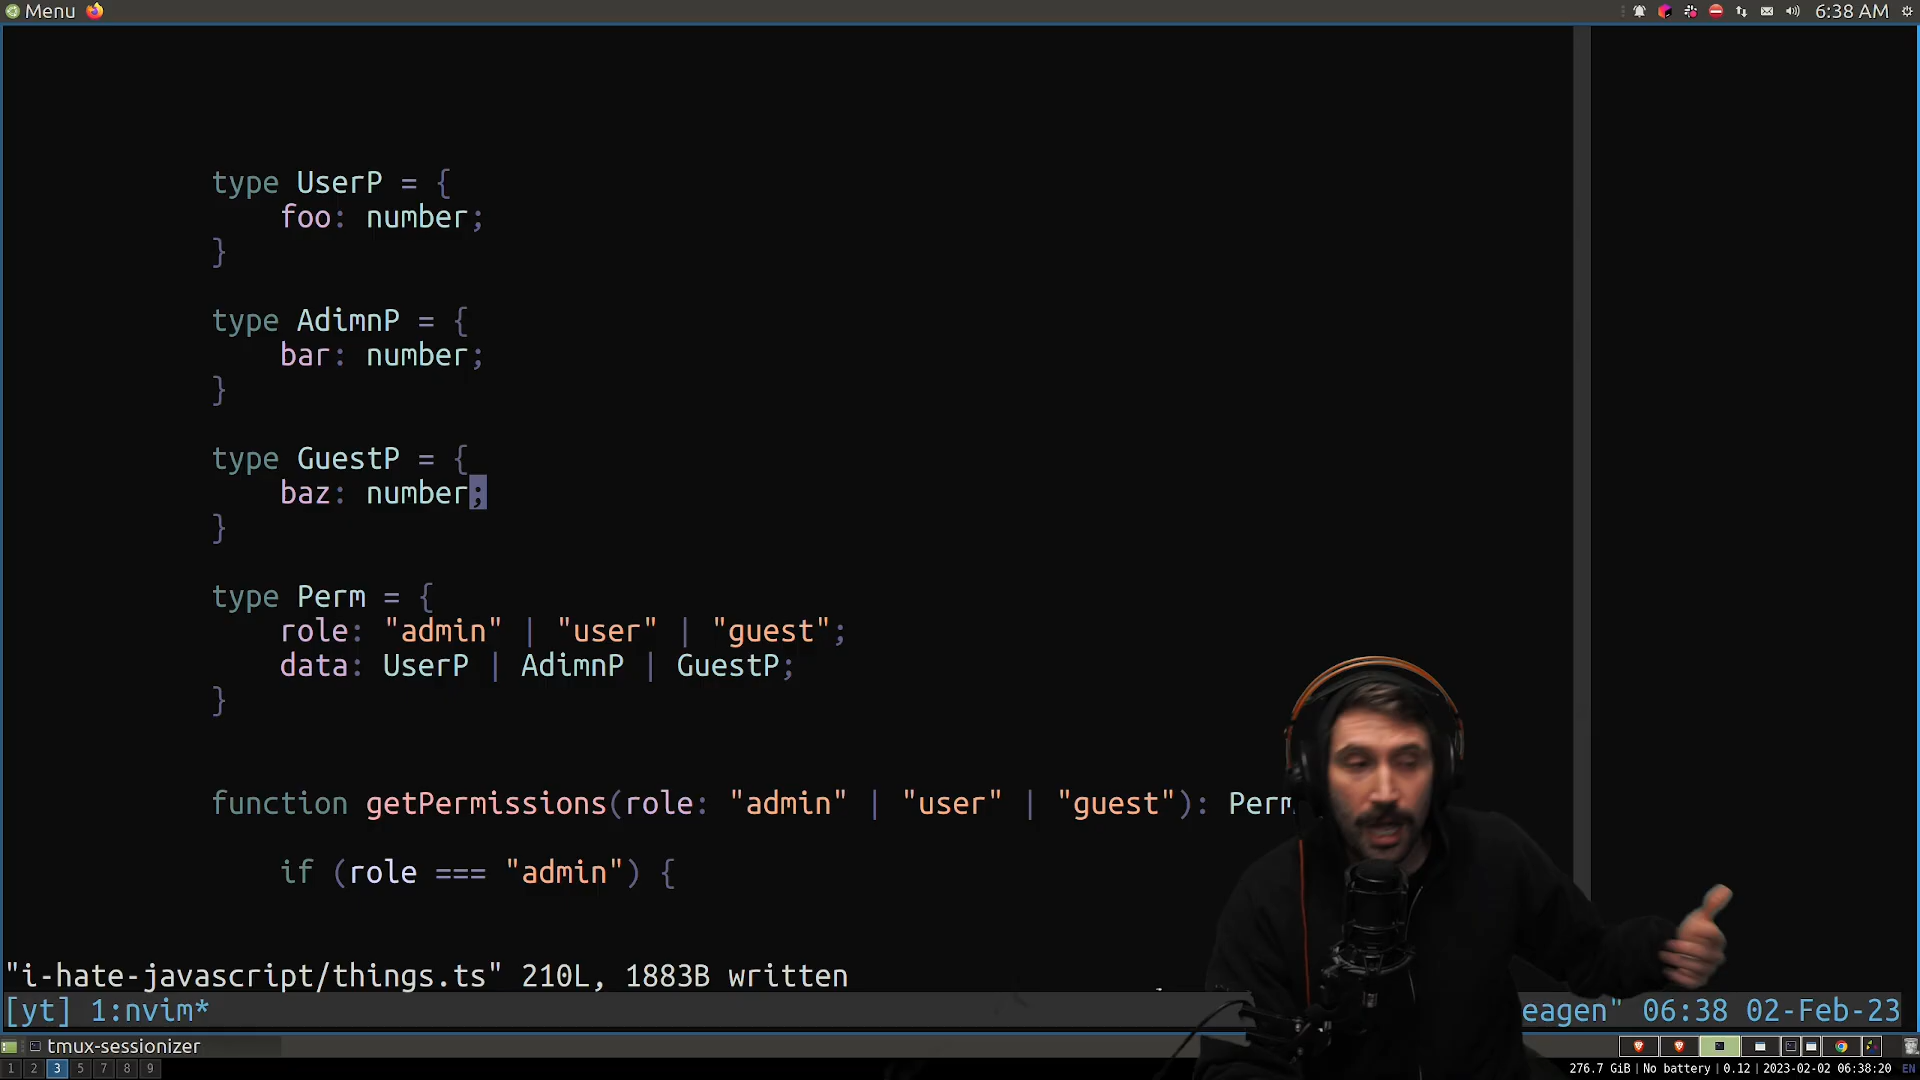 Menu
6:38 AM
type UserP = {
foo: number;
}
type AdimnP = {
bar: number;
}
type GuestP = {
baz: number;
}
type Perm = {
role: "admin" | "user" | "guest";
data: UserP | AdimnP | GuestP;
}
function getPermissions(role: "admin" | "user" | "guest"): Perm
if (role === "admin") {
"i-hate-javascript/things.ts" 210L, 1883B written
[yt] 1:nvim* eagen" 06:38 02-Feb-23
tmux-sessionizer
1 2 3 4 5 7 8 9 276.7 GiB | No battery | 0.12 | 2023-02-02 06:38:20 EN